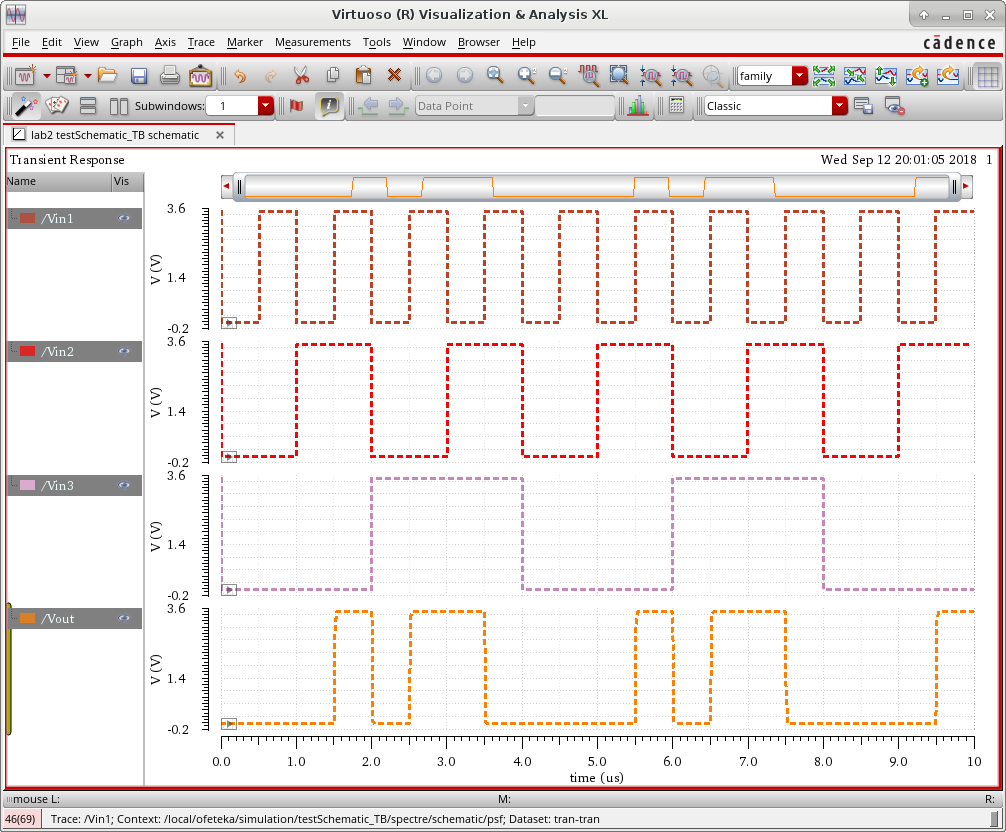 Virtuoso (R) Visualization & Analysis XL
File Edit View Graph Axis Trace Marker Measurements Tools Window Browser Help
cādence
family
Subwindows: 1 Data Point Classic
lab2 testSchematic_TB schematic
Transient Response Wed Sep 12 20:01:05 2018 1
Name Vis
/Vin1
3.6
V (V)
1.4
-0.2
/Vin2
3.6
V (V)
1.4
-0.2
/Vin3
3.6
V (V)
1.4
-0.2
/Vout
3.6
V (V)
1.4
-0.2
0.0 1.0 2.0 3.0 4.0 5.0 6.0 7.0 8.0 9.0 10
time (us)
mouse L: M: R:
46(69) Trace: /Vin1; Context: /local/ofeteka/simulation/testSchematic_TB/spectre/schematic/psf; Dataset: tran-tran